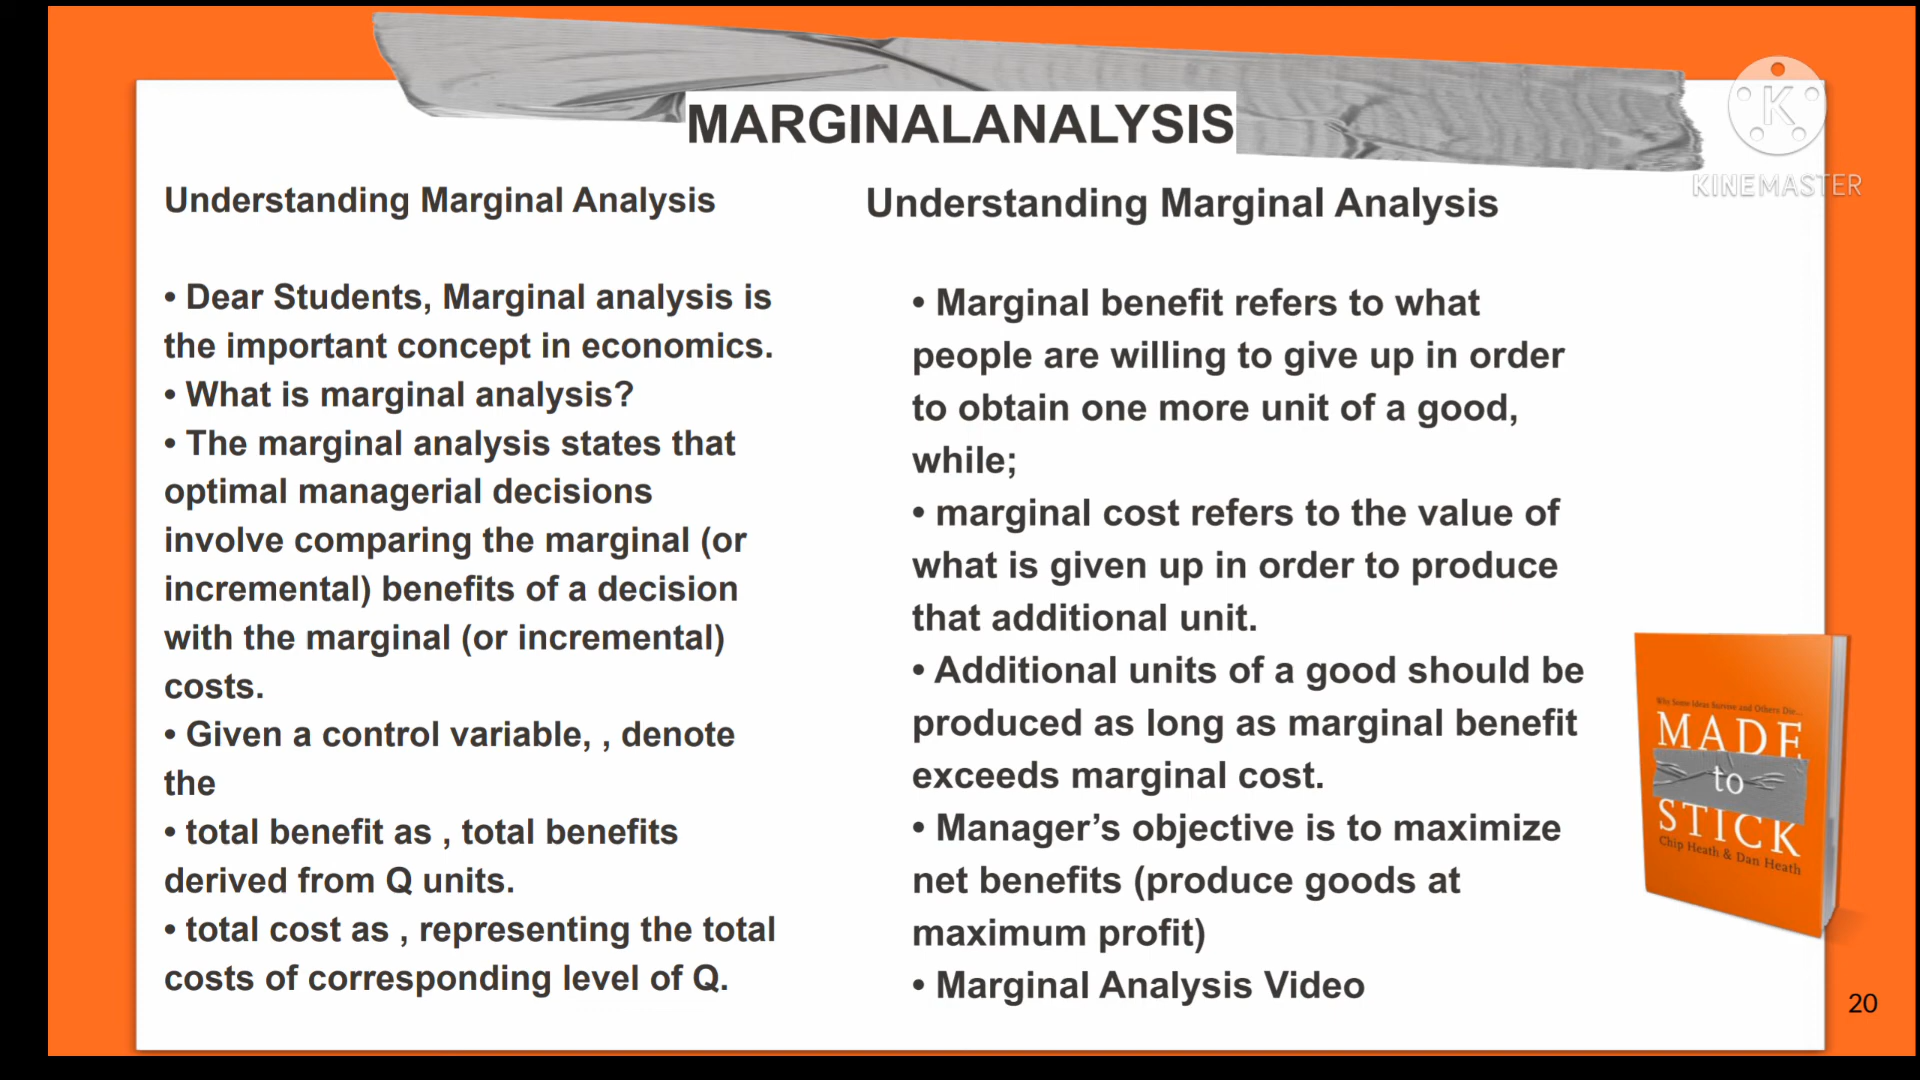 MARGINALANALYSIS
K
KINEMASTER
Understanding Marginal Analysis
• Dear Students, Marginal analysis is
the important concept in economics.
• What is marginal analysis?
• The marginal analysis states that
optimal managerial decisions
involve comparing the marginal (or
incremental) benefits of a decision
with the marginal (or incremental)
costs.
• Given a control variable, , denote
the
• total benefit as , total benefits
derived from Q units.
• total cost as , representing the total
costs of corresponding level of Q.
Understanding Marginal Analysis
• Marginal benefit refers to what
people are willing to give up in order
to obtain one more unit of a good,
while;
• marginal cost refers to the value of
what is given up in order to produce
that additional unit.
• Additional units of a good should be
produced as long as marginal benefit
exceeds marginal cost.
• Manager’s objective is to maximize
net benefits (produce goods at
maximum profit)
• Marginal Analysis Video
Why Some Ideas Survive and Others Die...
MADE
to
STICK
Chip Heath & Dan Heath
20